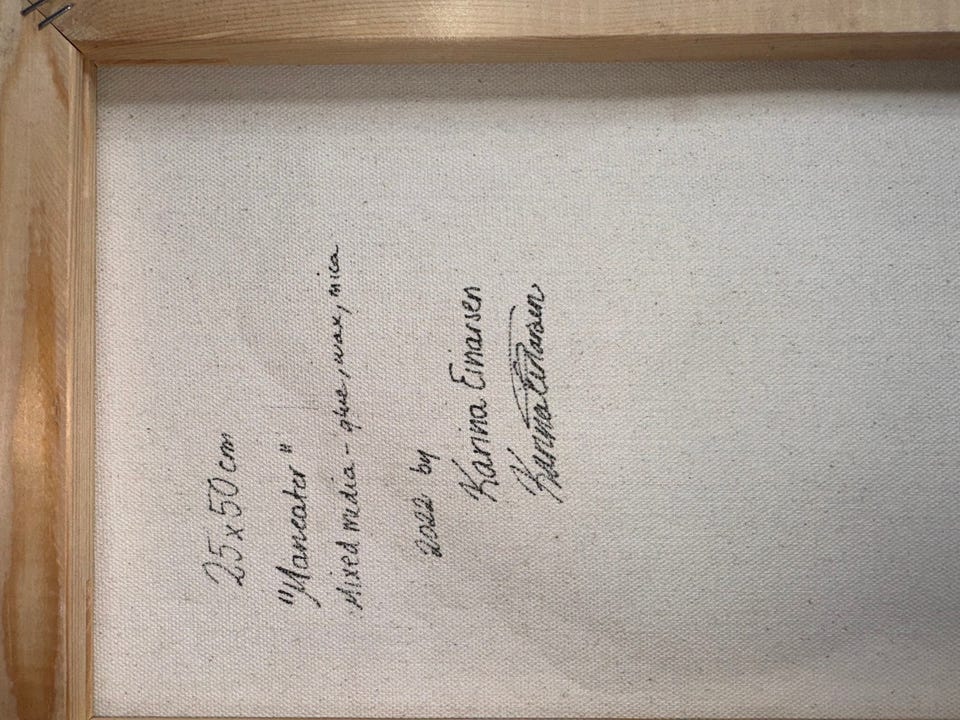 25 x 50 cm
"Maneater"
Mixed media - glue, wax, mica
2022 by
Karina Einarsen
Karina Einarsen